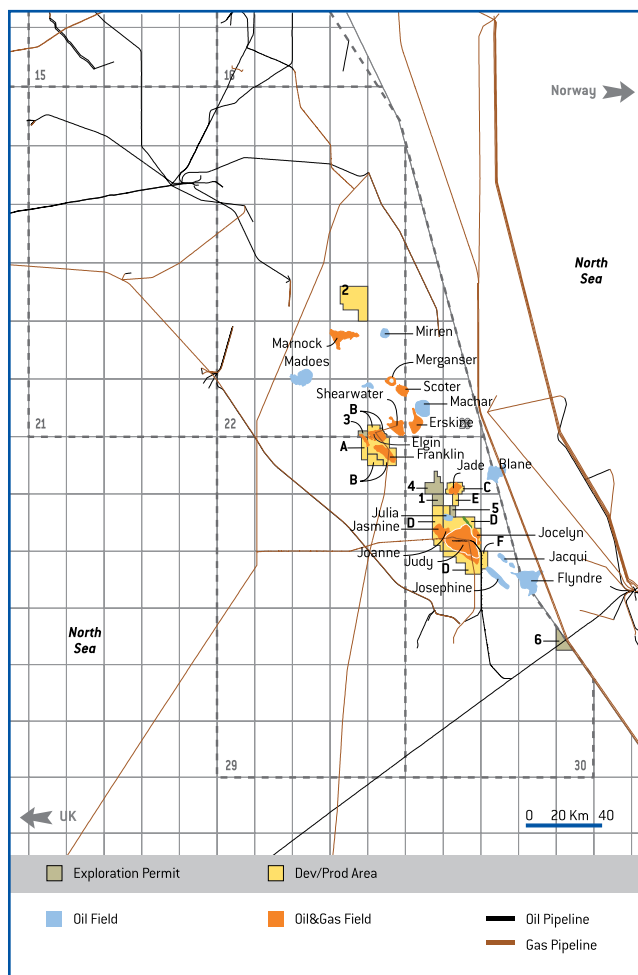 15
16
Norway
North
Sea
2
Mirren
Marnock
Madoes
Merganser
Scoter
Shearwater
Machar
B
3
Erskine
21
22
23
Elgin
A
Franklin
B
Jade
Blane
4
C
1
E
5
Julia
D
D
Jasmine
Jocelyn
F
Joanne
Judy
Jacqui
D
Josephine
Flyndre
North
Sea
6
29
30
UK
0 20 Km 40
Exploration Permit
Dev/Prod Area
Oil Field
Oil&Gas Field
Oil Pipeline
Gas Pipeline